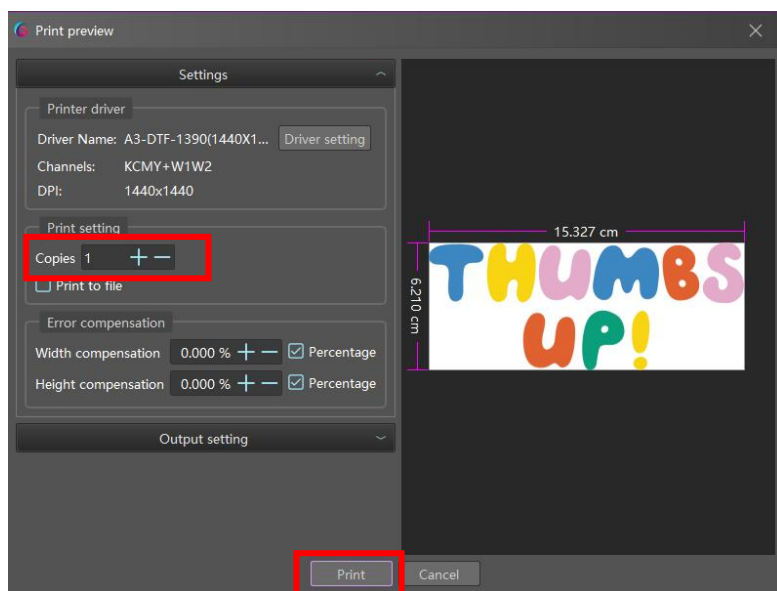 Print preview
Settings
Printer driver
Driver Name: A3-DTF-1390(1440X1... Driver setting
Channels: KCMY+W1W2
DPI: 1440x1440
Print setting
Copies 1
Print to file
Error compensation
Width compensation 0.000 % Percentage
Height compensation 0.000 % Percentage
Output setting
15.327 cm
6.210 cm
THUMBS
UP!
Print Cancel